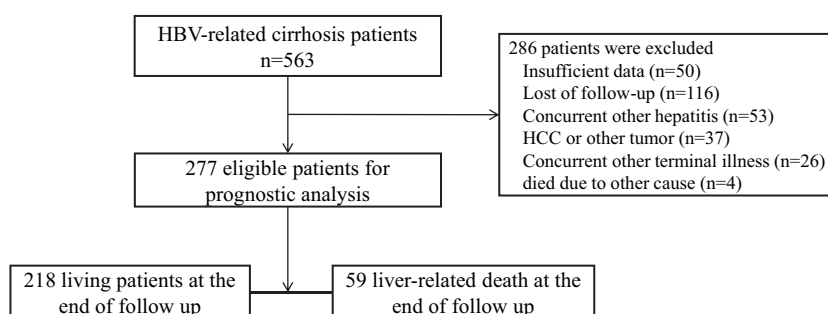 HBV-related cirrhosis patients
n=563
286 patients were excluded
Insufficient data (n=50)
Lost of follow-up (n=116)
Concurrent other hepatitis (n=53)
HCC or other tumor (n=37)
Concurrent other terminal illness (n=26)
died due to other cause (n=4)
277 eligible patients for
prognostic analysis
218 living patients at the
end of follow up
59 liver-related death at the
end of follow up